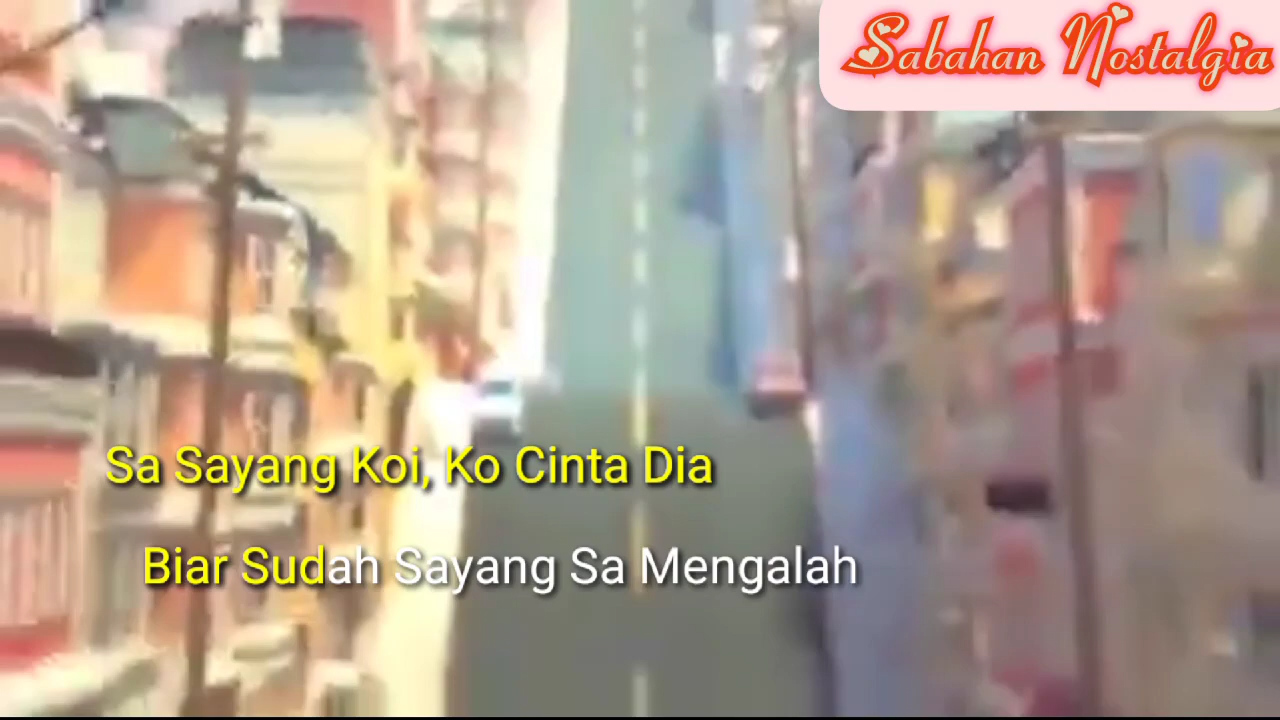 Sabahan Nostalgia
Sa Sayang Koi, Ko Cinta Dia
Biar Sudah Sayang Sa Mengalah